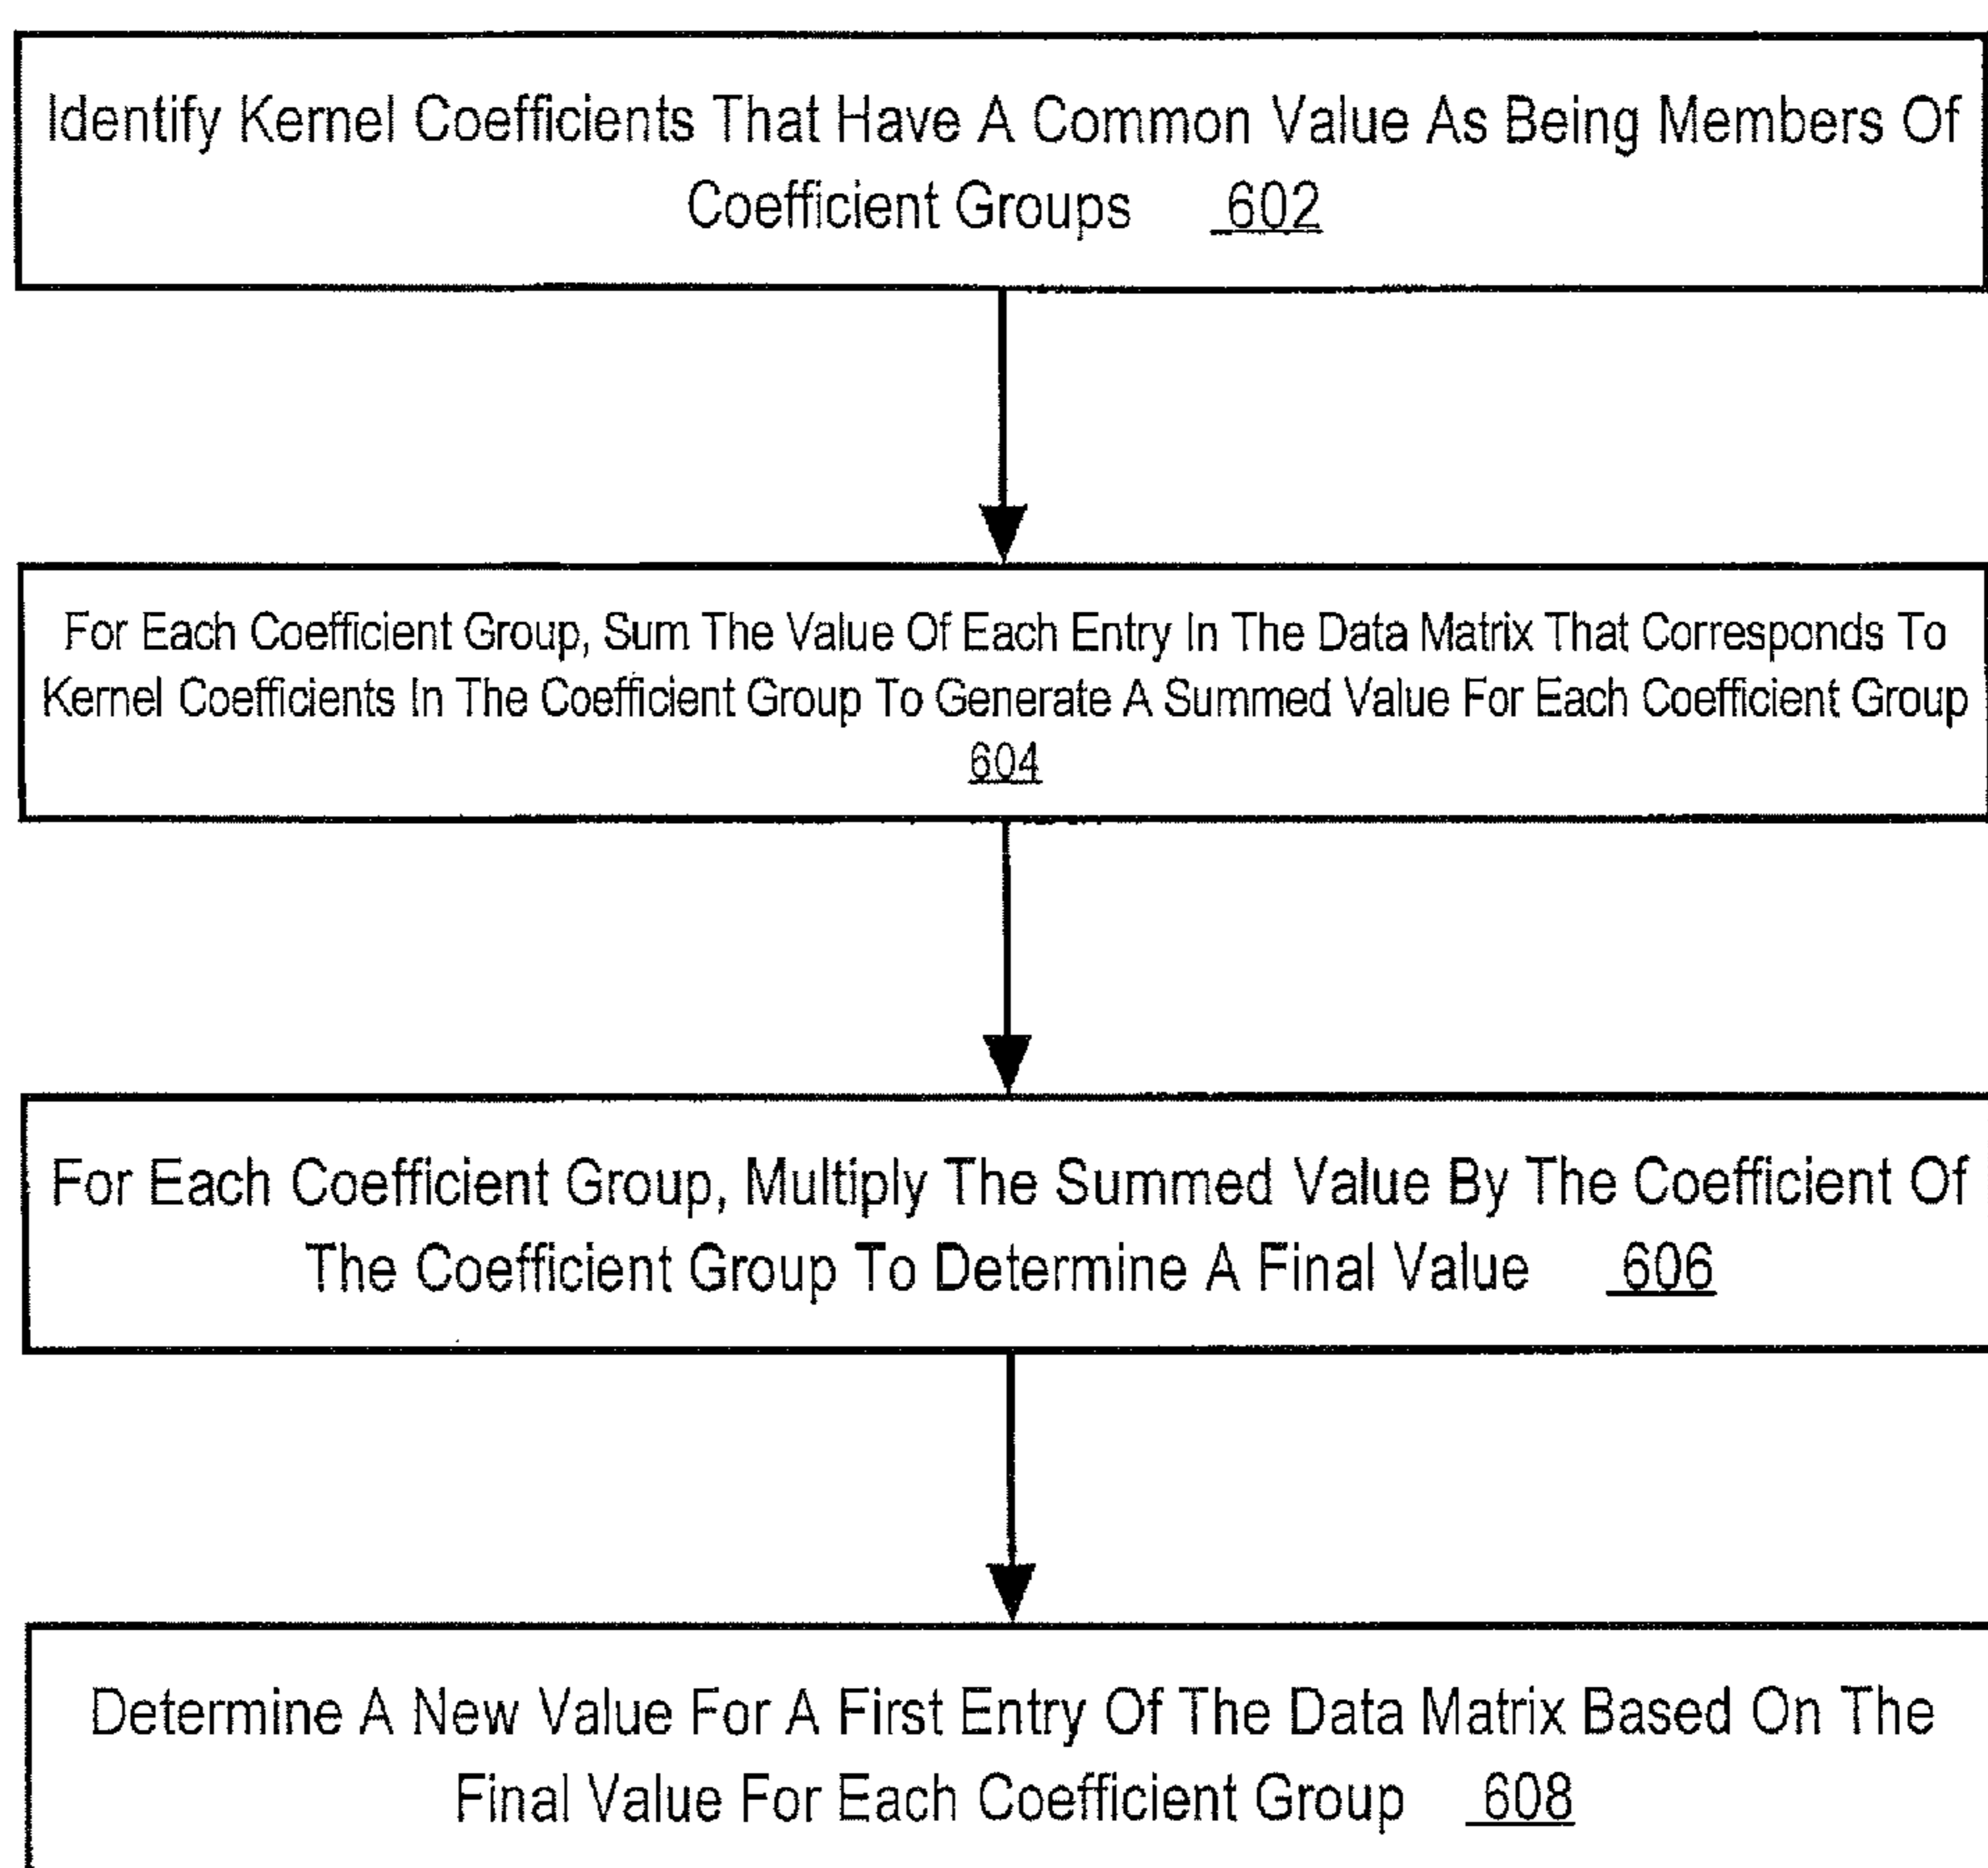 Identify Kernel Coefficients That Have A Common Value As Being Members Of
Coefficient Groups 602
For Each Coefficient Group, Sum The Value Of Each Entry In The Data Matrix That Corresponds To
Kernel Coefficients In The Coefficient Group To Generate A Summed Value For Each Coefficient Group
604
For Each Coefficient Group, Multiply The Summed Value By The Coefficient Of
The Coefficient Group To Determine A Final Value 606
Determine A New Value For A First Entry Of The Data Matrix Based On The
Final Value For Each Coefficient Group 608